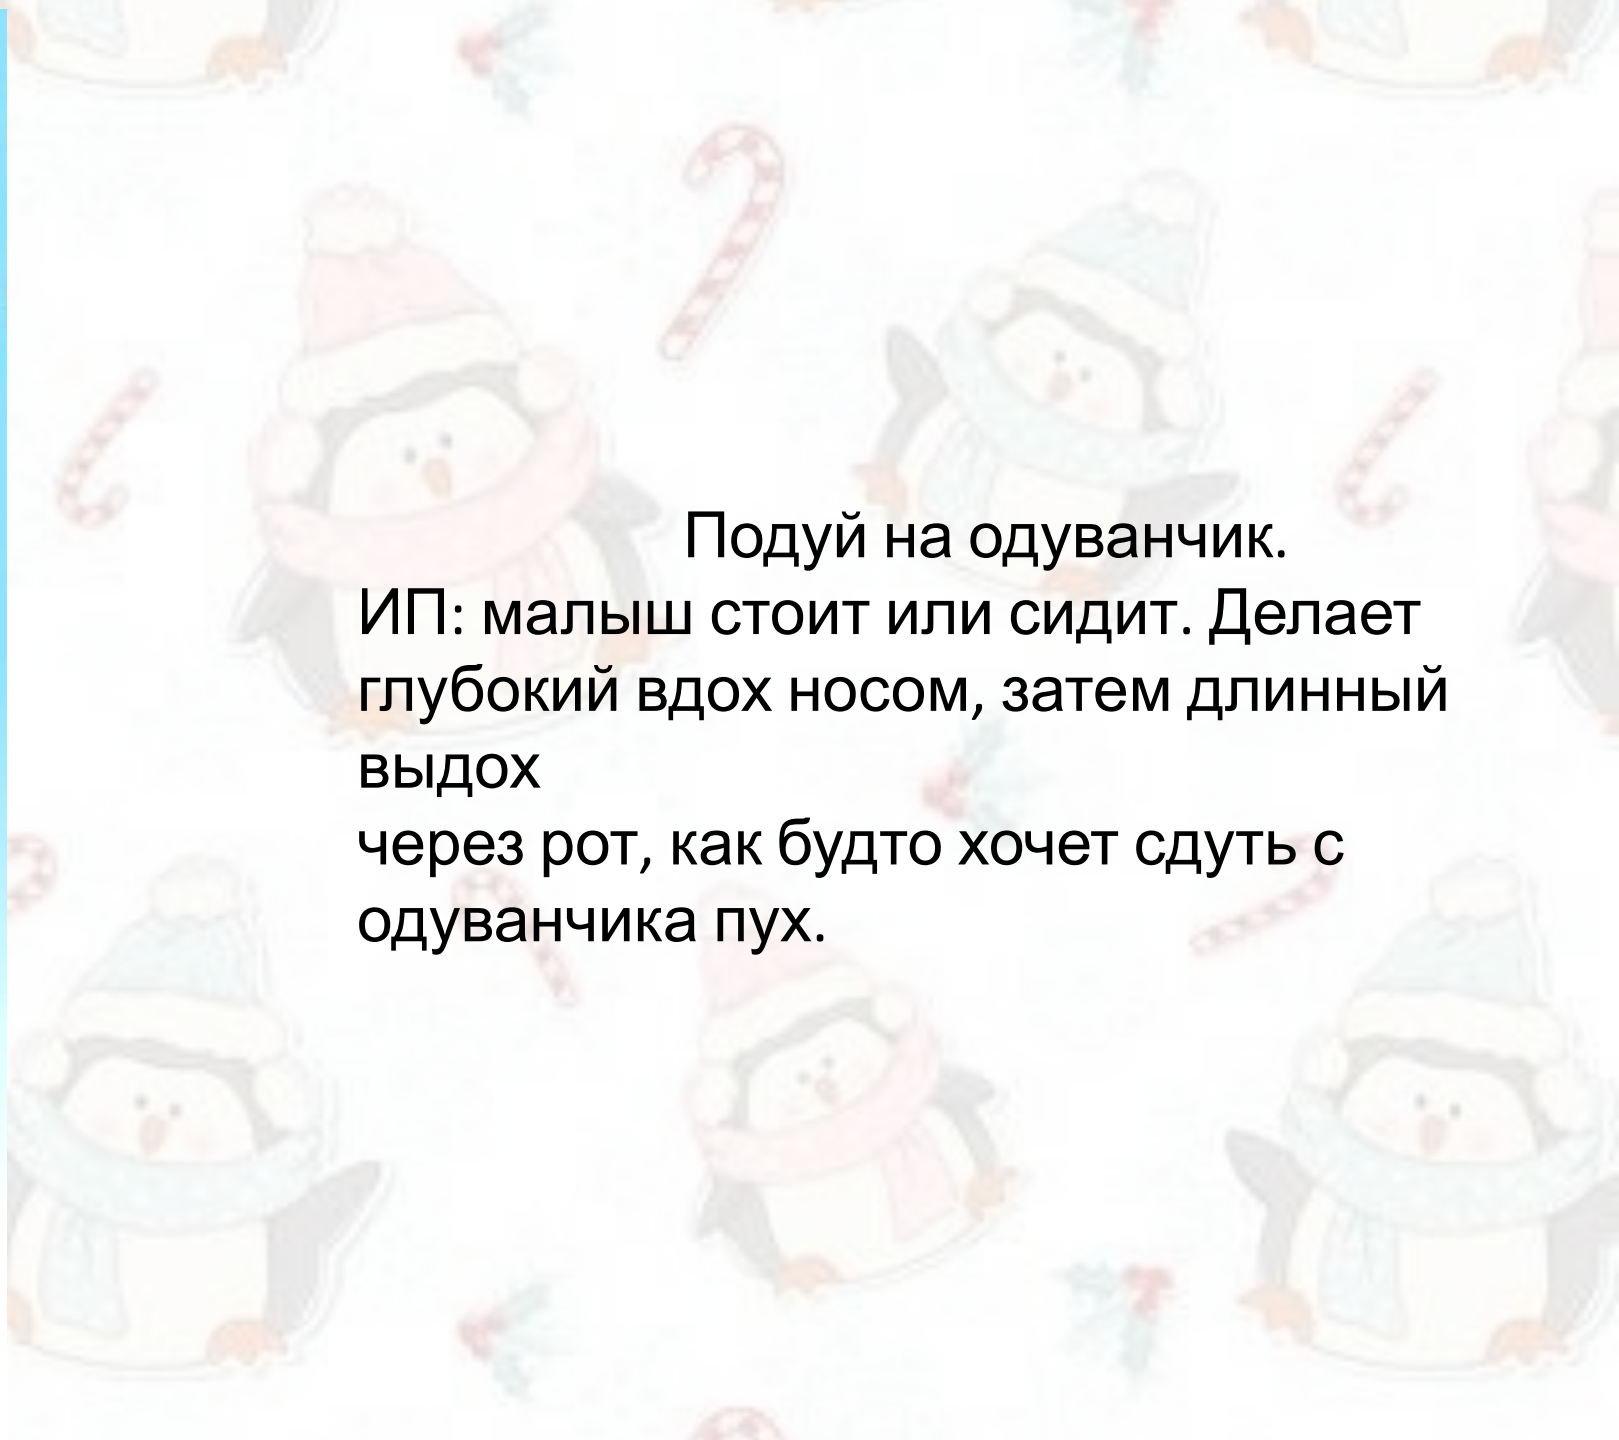 Подуй на одуванчик.
ИП: малыш стоит или сидит. Делает
глубокий вдох носом, затем длинный
выдох
через рот, как будто хочет сдуть с
одуванчика пух.